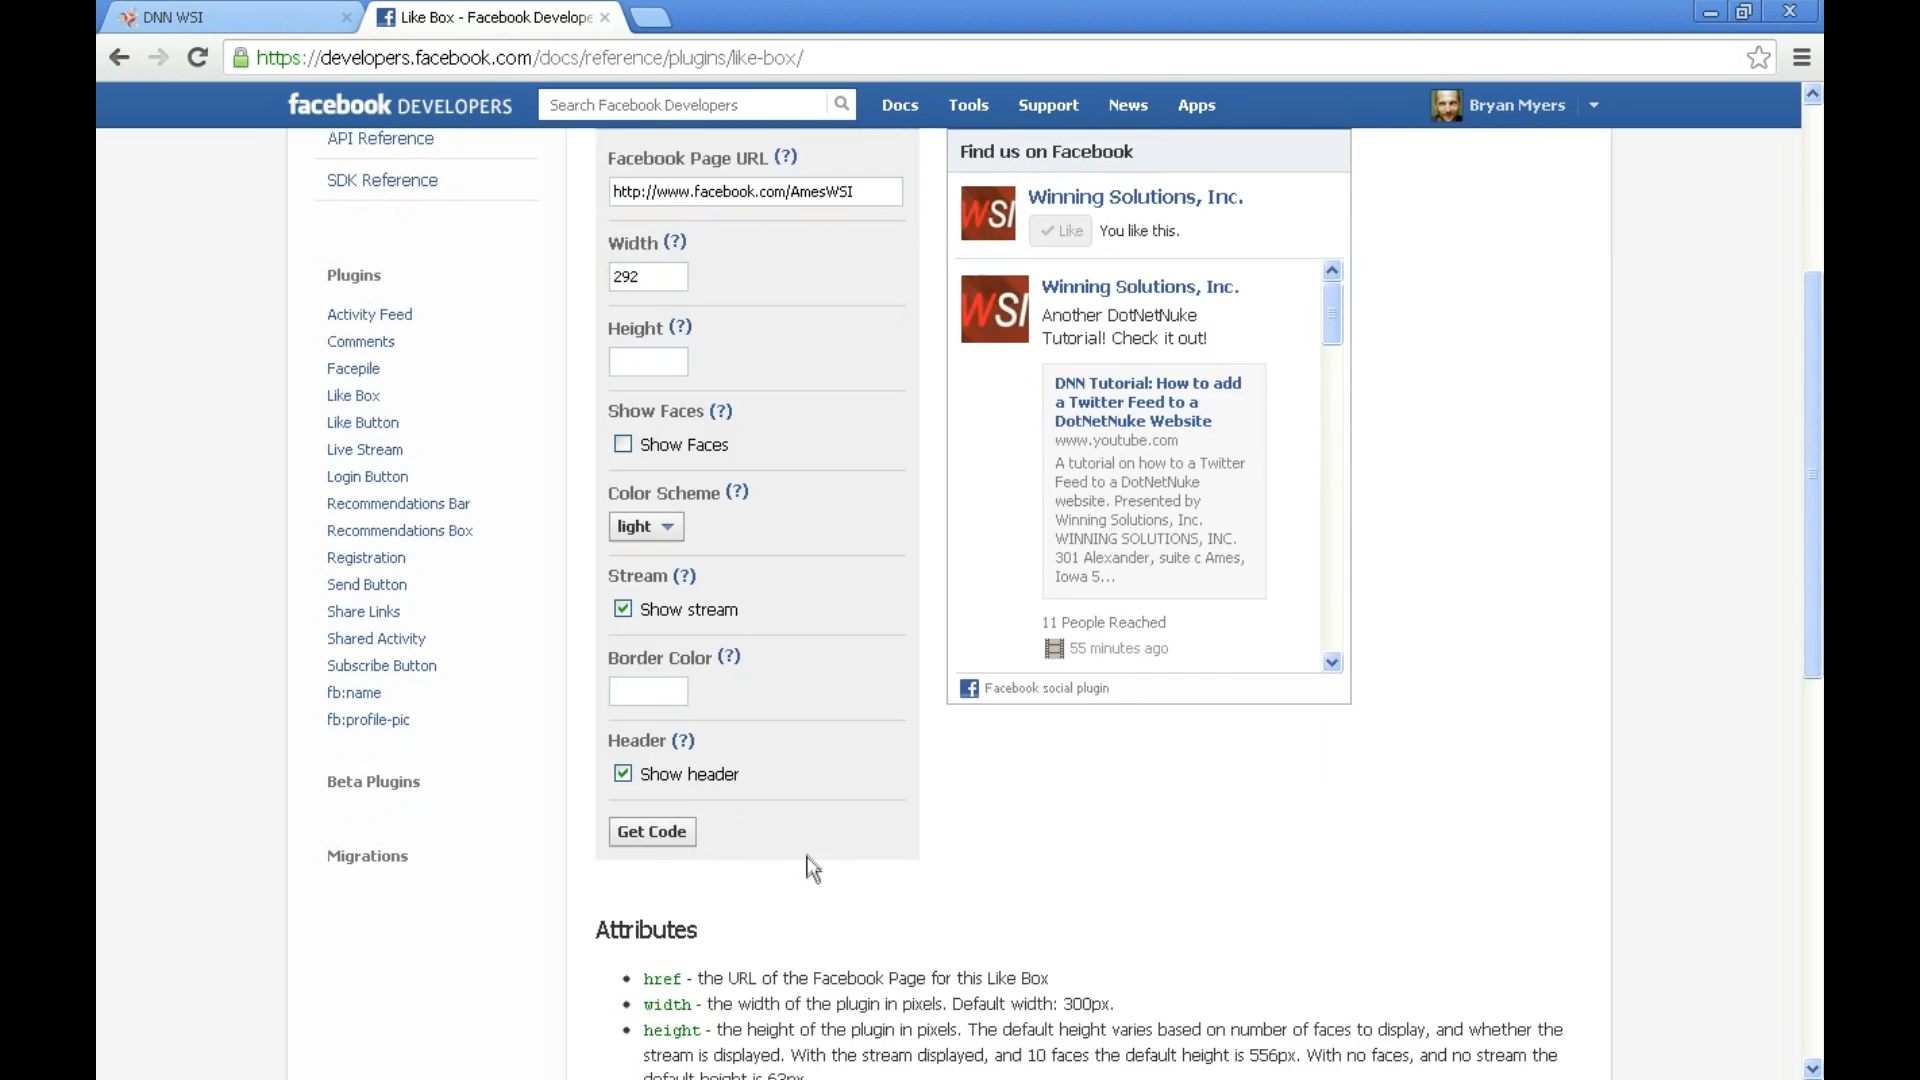 DNN WSI
Like Box - Facebook Develope
https://developers.facebook.com/docs/reference/plugins/like-box/
facebook DEVELOPERS
Search Facebook Developers
Docs
Tools
Support
News
Apps
Bryan Myers
API Reference
SDK Reference
Plugins
Activity Feed
Comments
Facepile
Like Box
Like Button
Live Stream
Login Button
Recommendations Bar
Recommendations Box
Registration
Send Button
Share Links
Shared Activity
Subscribe Button
fb:name
fb:profile-pic
Beta Plugins
Migrations
Facebook Page URL (?)
http://www.facebook.com/AmesWSI
Width (?)
292
Height (?)
Show Faces (?)
Show Faces
Color Scheme (?)
light
Stream (?)
Show stream
Border Color (?)
Header (?)
Show header
Get Code
Find us on Facebook
WSI
Winning Solutions, Inc.
Like
You like this.
WSI
Winning Solutions, Inc.
Another DotNetNuke
Tutorial! Check it out!
DNN Tutorial: How to add
a Twitter Feed to a
DotNetNuke Website
www.youtube.com
A tutorial on how to a Twitter
Feed to a DotNetNuke
website. Presented by
Winning Solutions, Inc.
WINNING SOLUTIONS, INC.
301 Alexander, suite c Ames,
Iowa 5...
11 People Reached
55 minutes ago
Facebook social plugin
Attributes
• href - the URL of the Facebook Page for this Like Box
• width - the width of the plugin in pixels. Default width: 300px.
• height - the height of the plugin in pixels. The default height varies based on number of faces to display, and whether the
stream is displayed. With the stream displayed, and 10 faces the default height is 556px. With no faces, and no stream the
default height is 63px.